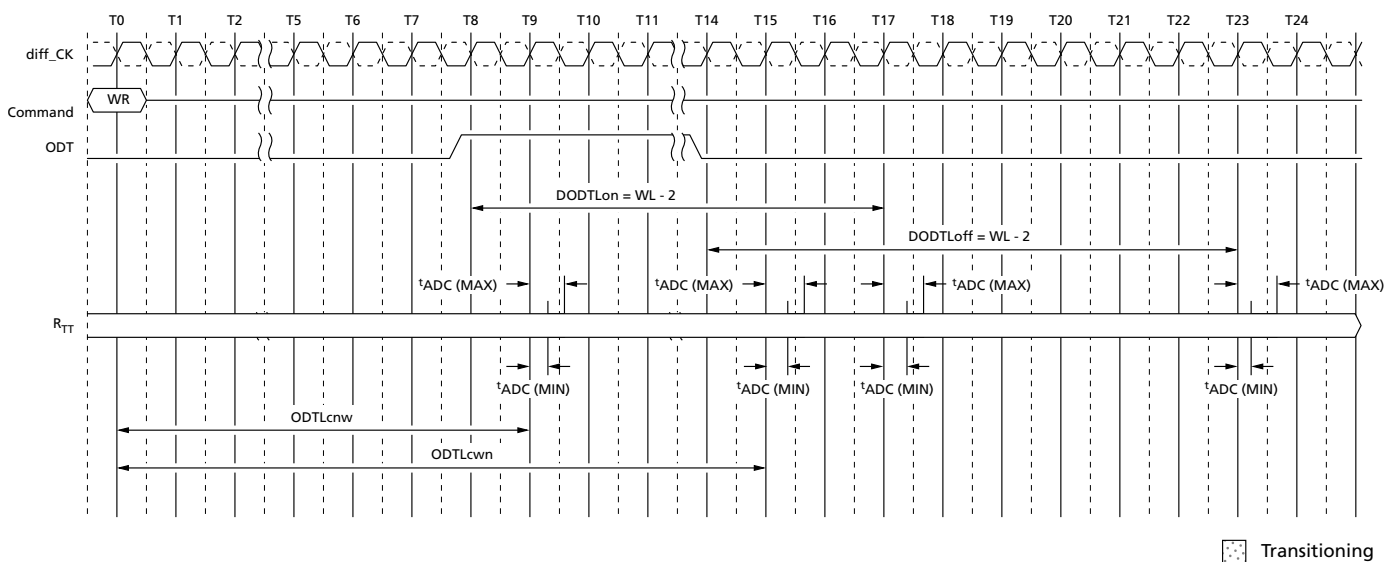 T0 T1 T2 T5 T6 T7 T8 T9 T10 T11 T14 T15 T16 T17 T18 T19 T20 T21 T22 T23 T24
diff_CK
WR
Command
ODT
DODTLon = WL - 2
DODTLoff = WL - 2
tADC (MAX) tADC (MAX) tADC (MAX) tADC (MAX)
RTT
tADC (MIN) tADC (MIN) tADC (MIN) tADC (MIN)
ODTLcnw
ODTLcwn
Transitioning